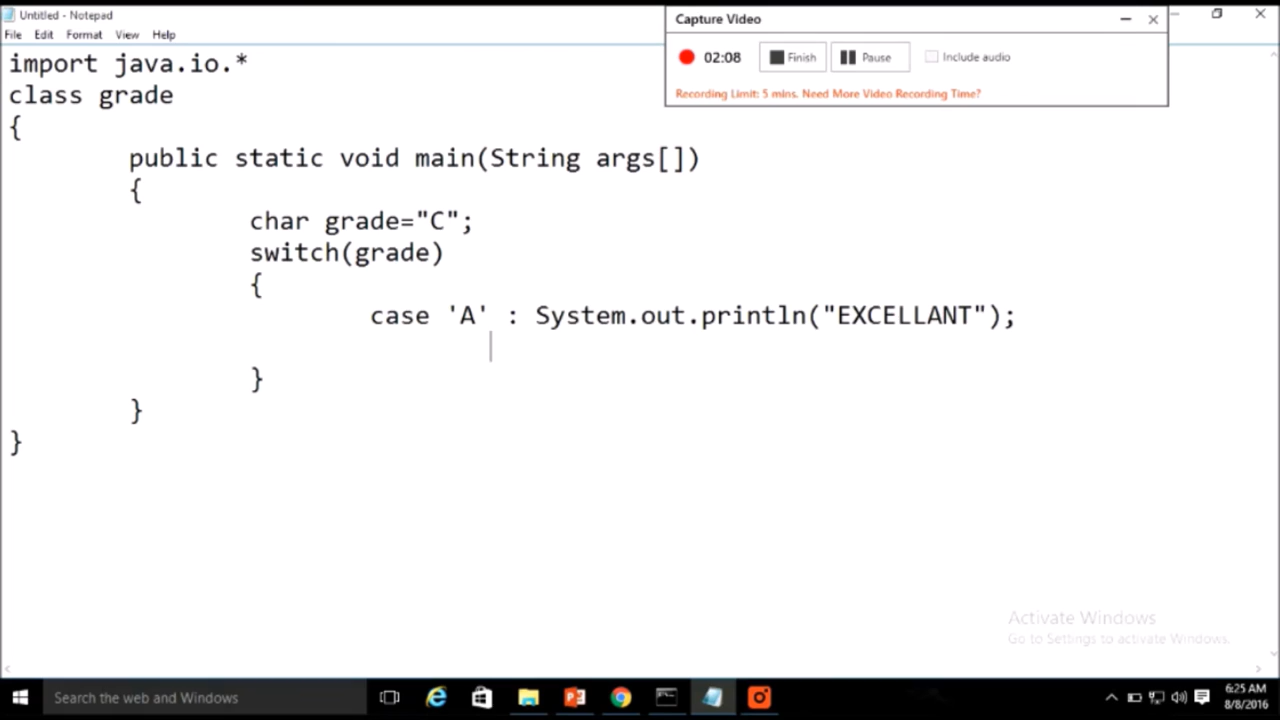 Untitled - Notepad
File Edit Format View Help
Capture Video
02:08 Finish Pause Include audio
Recording Limit: 5 mins. Need More Video Recording Time?
import java.io.*
class grade
{
public static void main(String args[])
{
char grade="C";
switch(grade)
{
case 'A' : System.out.println("EXCELLANT");
}
}
}
Activate Windows
Go to Settings to activate Windows.
Search the web and Windows
6:25 AM
8/8/2016